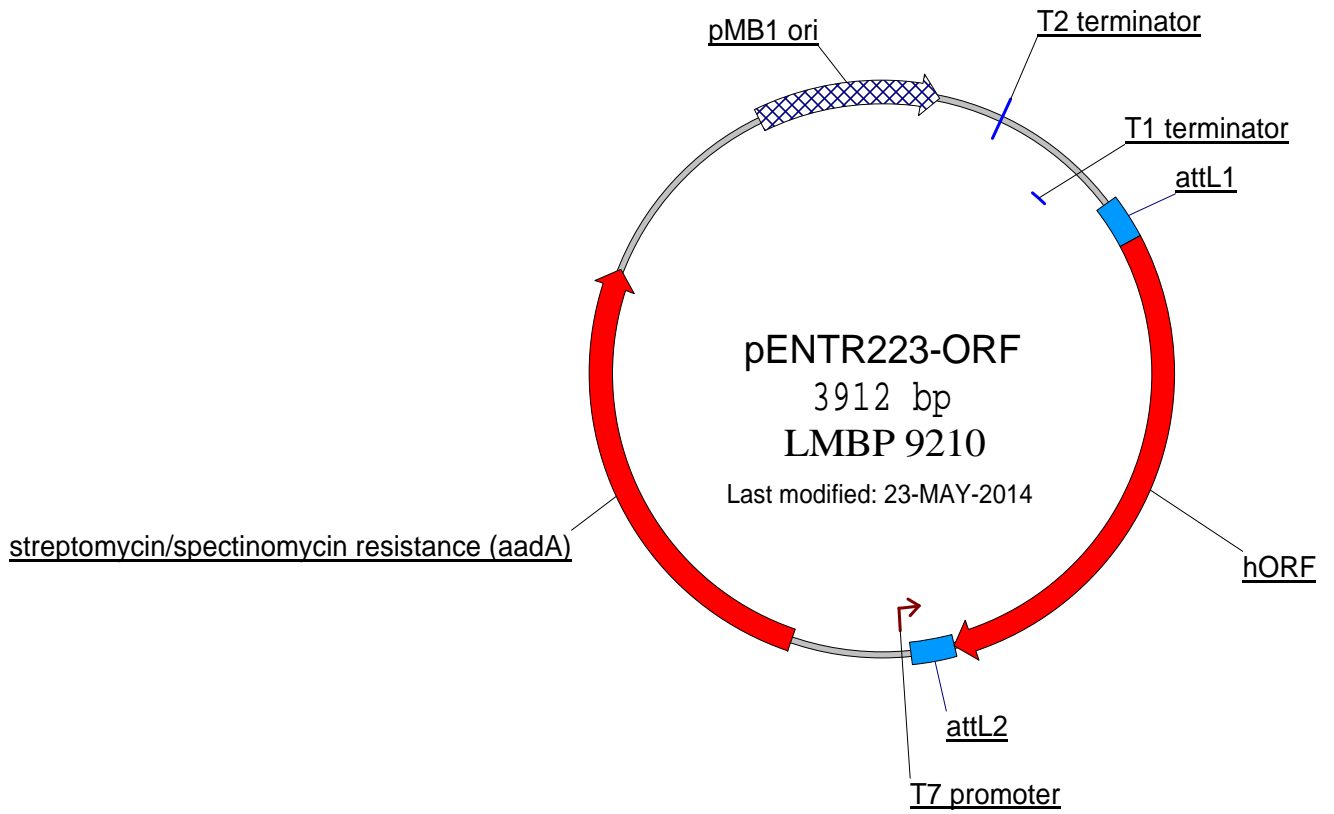 pMB1 ori
T2 terminator
T1 terminator
attL1
pENTR223-ORF
3912 bp
LMBP 9210
Last modified: 23-MAY-2014
streptomycin/spectinomycin resistance (aadA)
hORF
attL2
T7 promoter